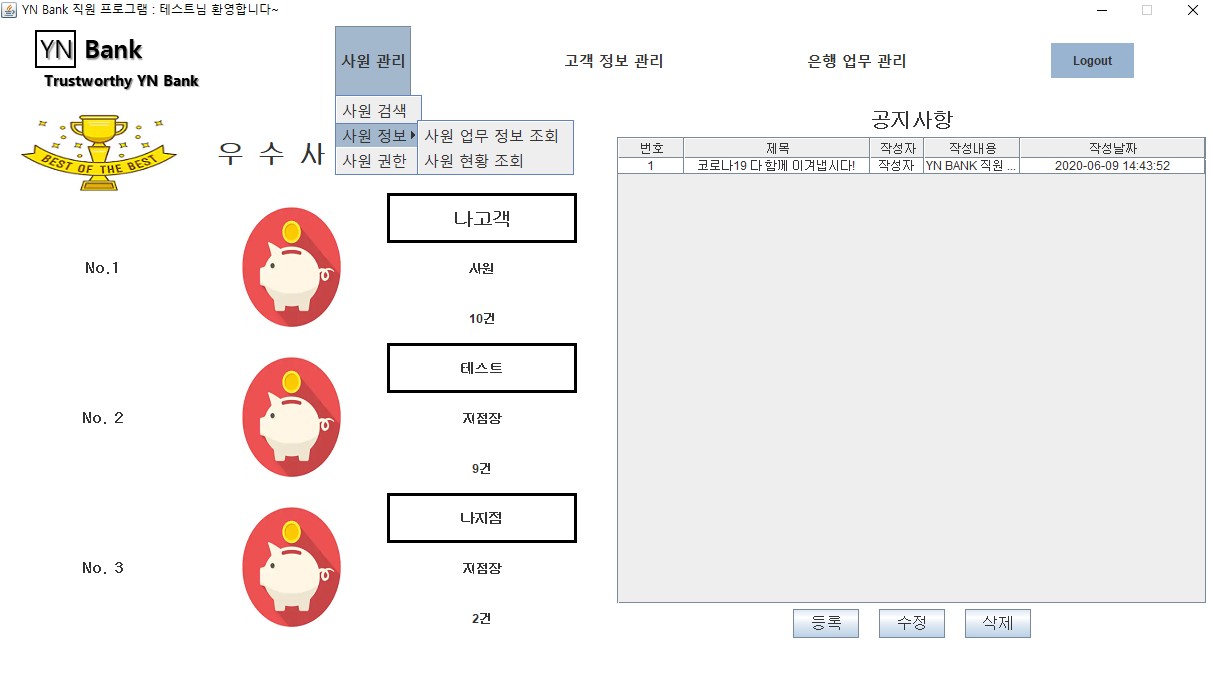 YN Bank 직원 프로그램 : 테스트님 환영합니다~
YN Bank
Trustworthy YN Bank
사원 관리
고객 정보 관리
은행 업무 관리
Logout
사원 검색
사원 정보
사원 권한
사원 업무 정보 조회
사원 현황 조회
BEST OF THE BEST
우 수 사
No.1
나고객
사원
10건
No. 2
테스트
지점장
9건
No. 3
나지점
지점장
2건
공지사항
번호 제목 작성자 작성내용 작성날짜
1 코로나19 다 함께 이겨냅시다! 작성자 YN BANK 직원 ... 2020-06-09 14:43:52
등록 수정 삭제